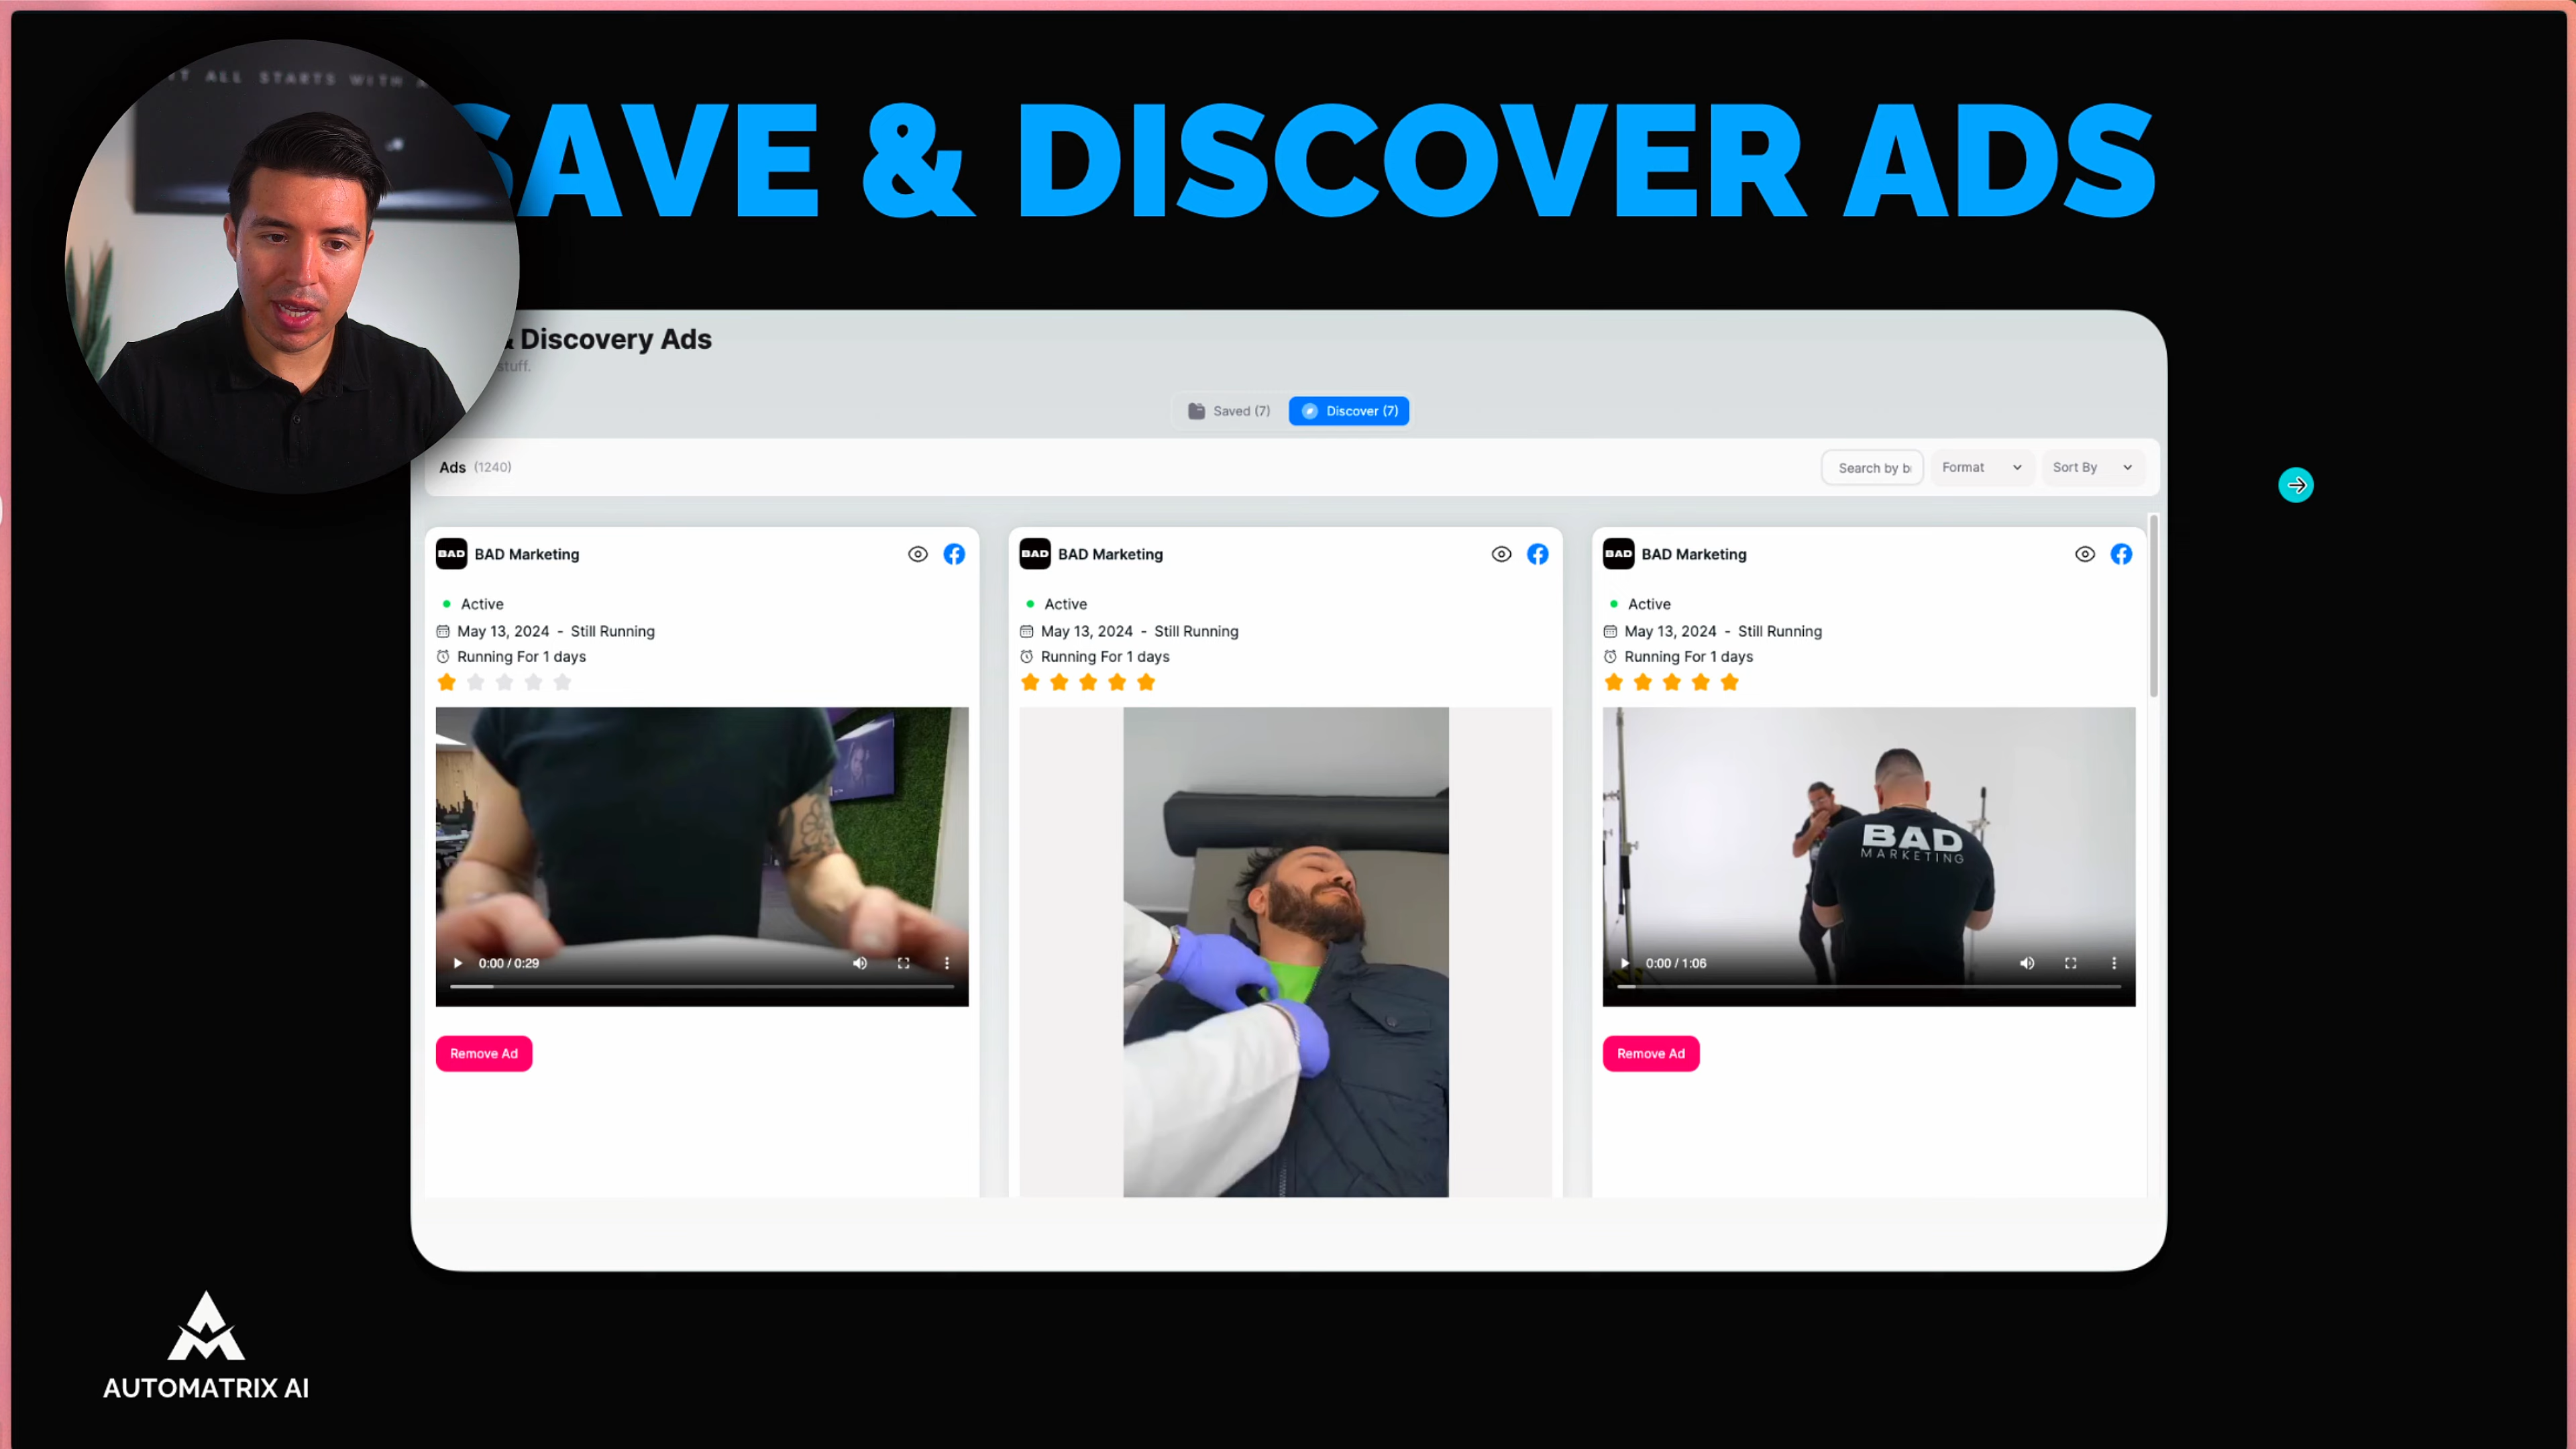 IT ALL STARTS WITH A
SAVE & DISCOVER ADS
& Discovery Ads
stuff.
Saved (7)
Discover (7)
Ads (1240)
Search by b
Format
Sort By
BAD BAD Marketing
Active
May 13, 2024 - Still Running
Running For 1 days
0:00 / 0:29
Remove Ad
BAD BAD Marketing
Active
May 13, 2024 - Still Running
Running For 1 days
BAD BAD Marketing
Active
May 13, 2024 - Still Running
Running For 1 days
BAD
MARKETING
0:00 / 1:06
Remove Ad
AUTOMATRIX AI